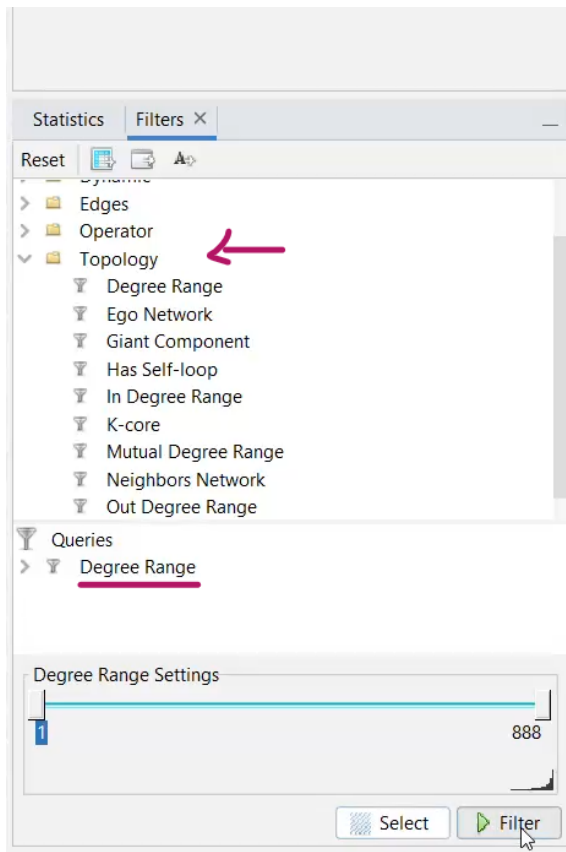 Statistics Filters
Reset
Dynamic
Edges
Operator
Topology
Degree Range
Ego Network
Giant Component
Has Self-loop
In Degree Range
K-core
Mutual Degree Range
Neighbors Network
Out Degree Range
Queries
Degree Range
Degree Range Settings
1 888
Select Filter